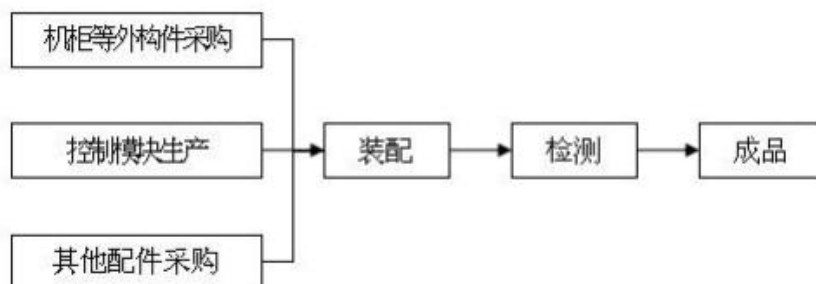 机柜等外构件采购
控制模块生产
装配
检测
成品
其他配件采购